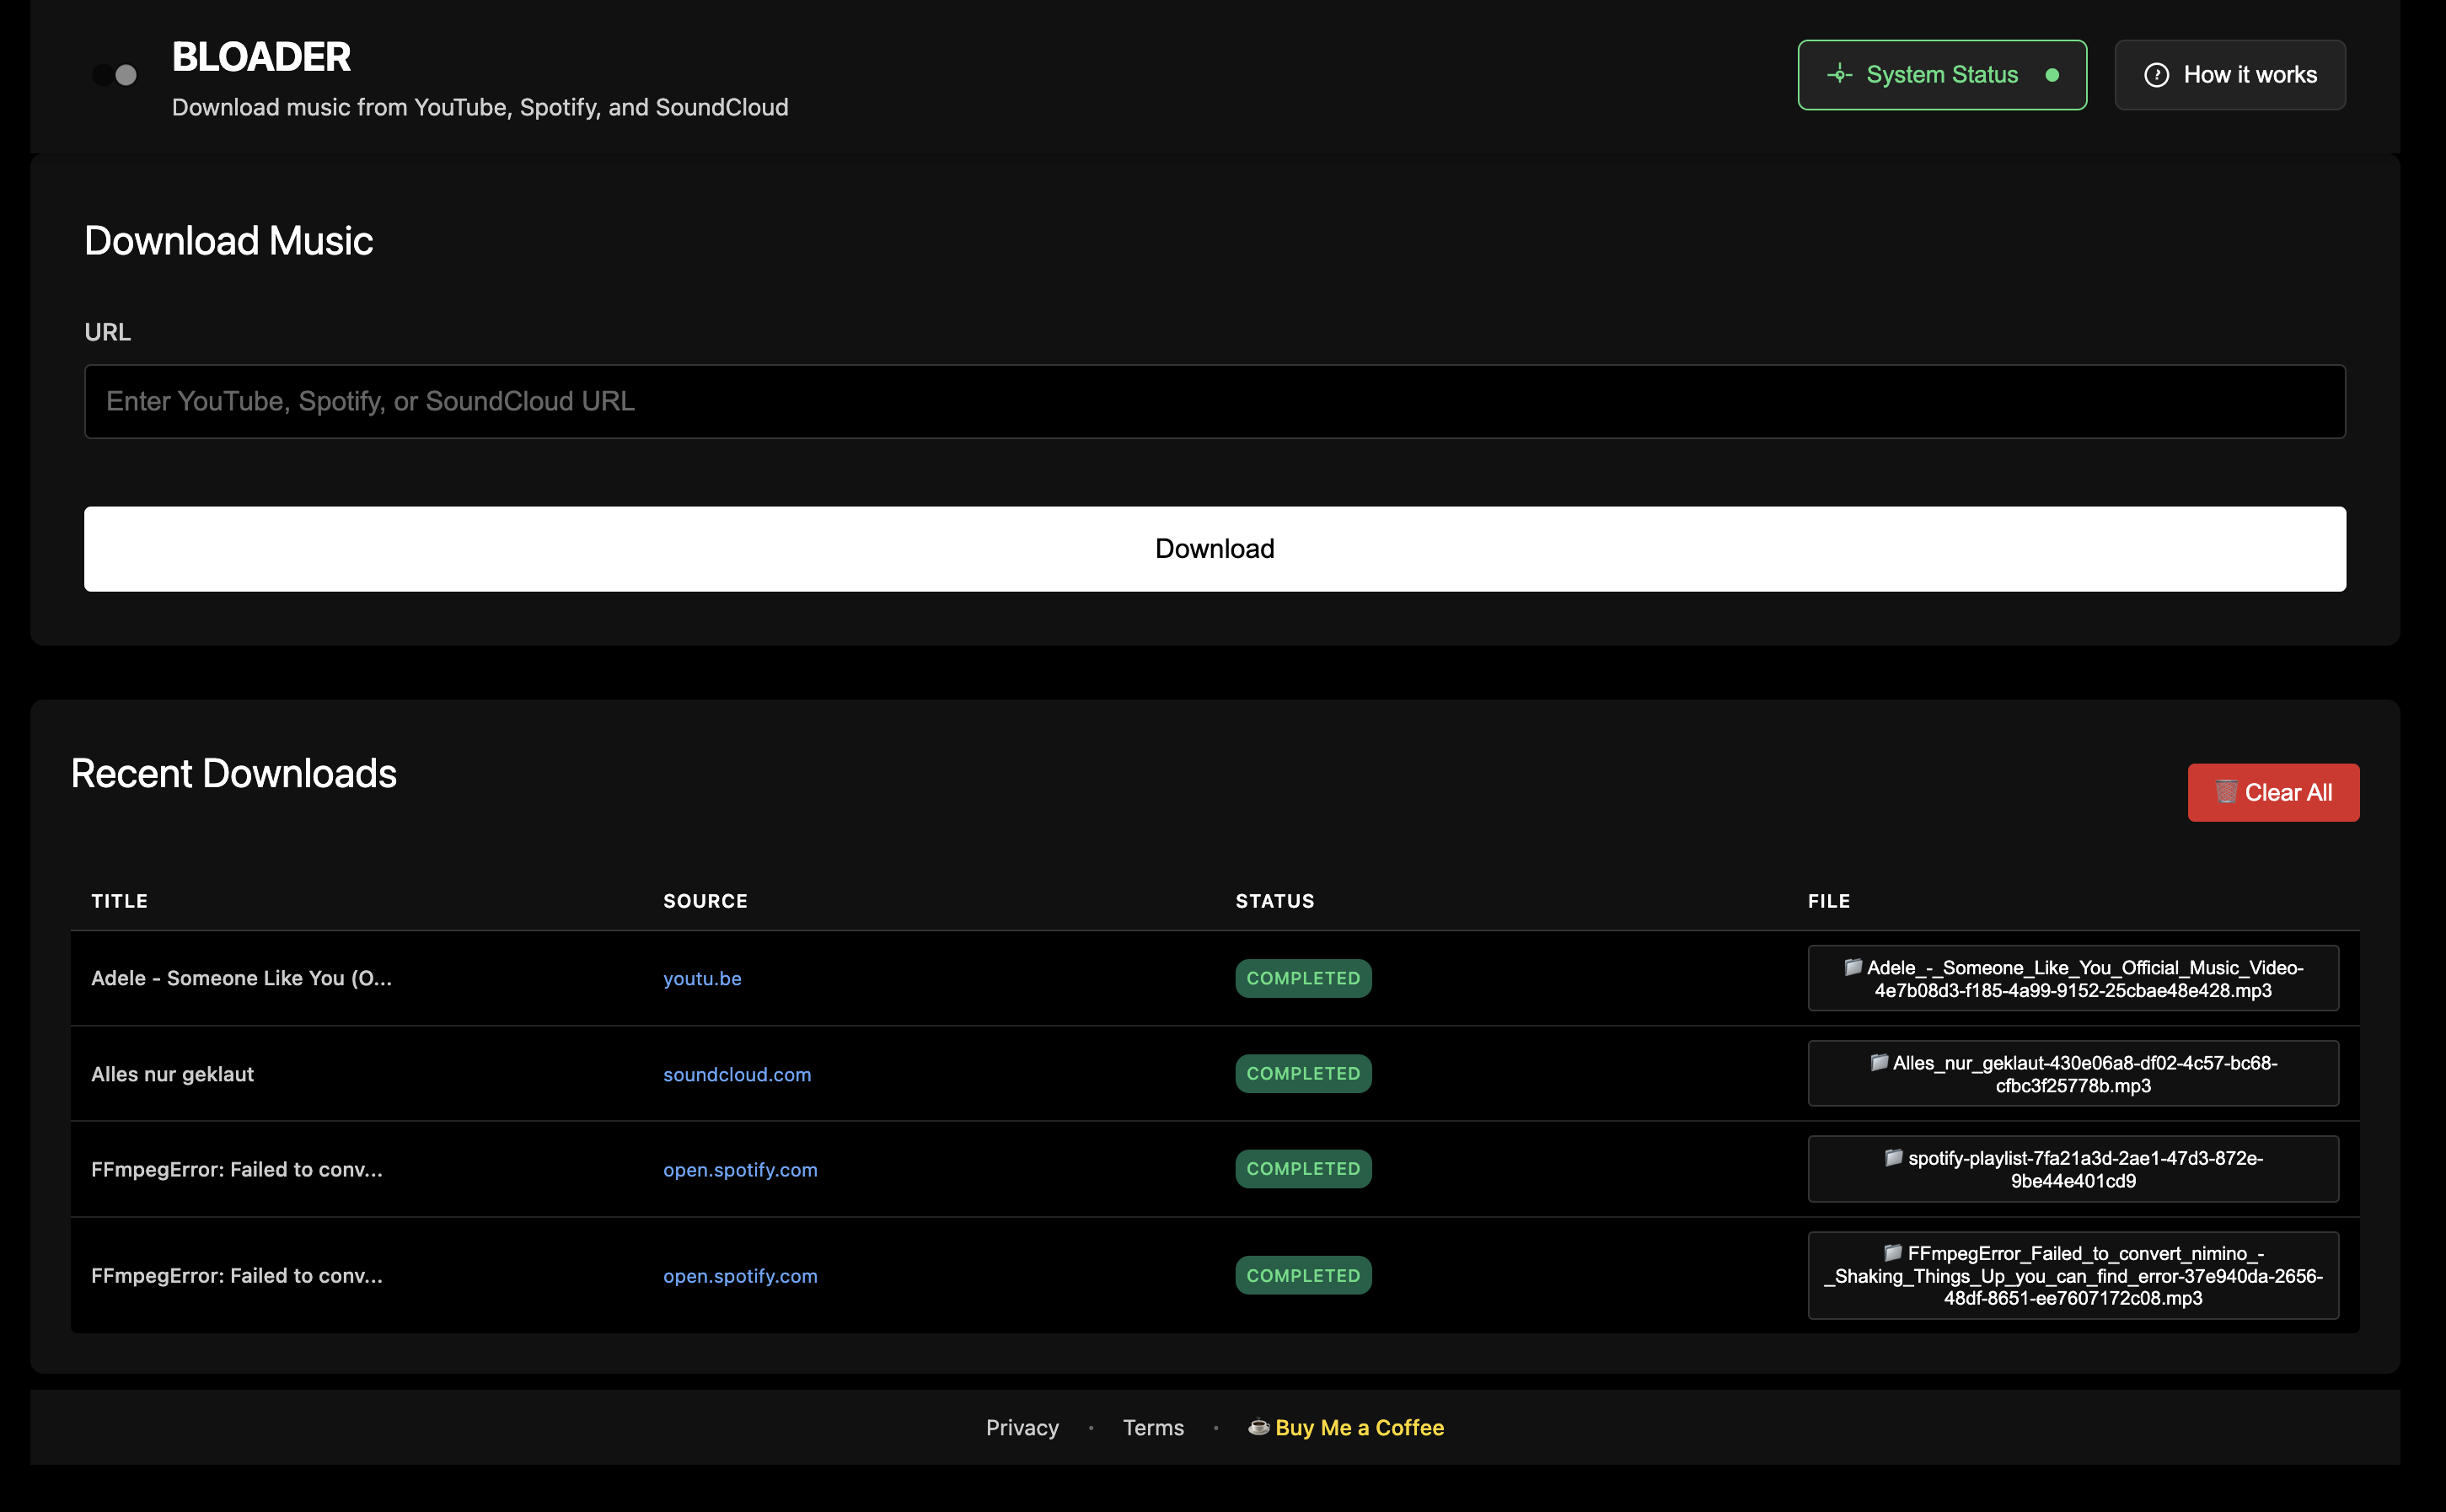 BLOADER
Download music from YouTube, Spotify, and SoundCloud
System Status
How it works
Download Music
URL
Enter YouTube, Spotify, or SoundCloud URL
Download
Recent Downloads
Clear All
TITLE SOURCE STATUS FILE
Adele - Someone Like You (O... youtu.be COMPLETED Adele_-_Someone_Like_You_Official_Music_Video-
4e7b08d3-f185-4a99-9152-25cbae48e428.mp3
Alles nur geklaut soundcloud.com COMPLETED Alles_nur_geklaut-430e06a8-df02-4c57-bc68-
cfbc3f25778b.mp3
FFmpegError: Failed to conv... open.spotify.com COMPLETED spotify-playlist-7fa21a3d-2ae1-47d3-872e-
9be44e401cd9
FFmpegError: Failed to conv... open.spotify.com COMPLETED FFmpegError_Failed_to_convert_nimino_-
_Shaking_Things_Up_you_can_find_error-37e940da-2656-
48df-8651-ee7607172c08.mp3
Privacy • Terms • Buy Me a Coffee